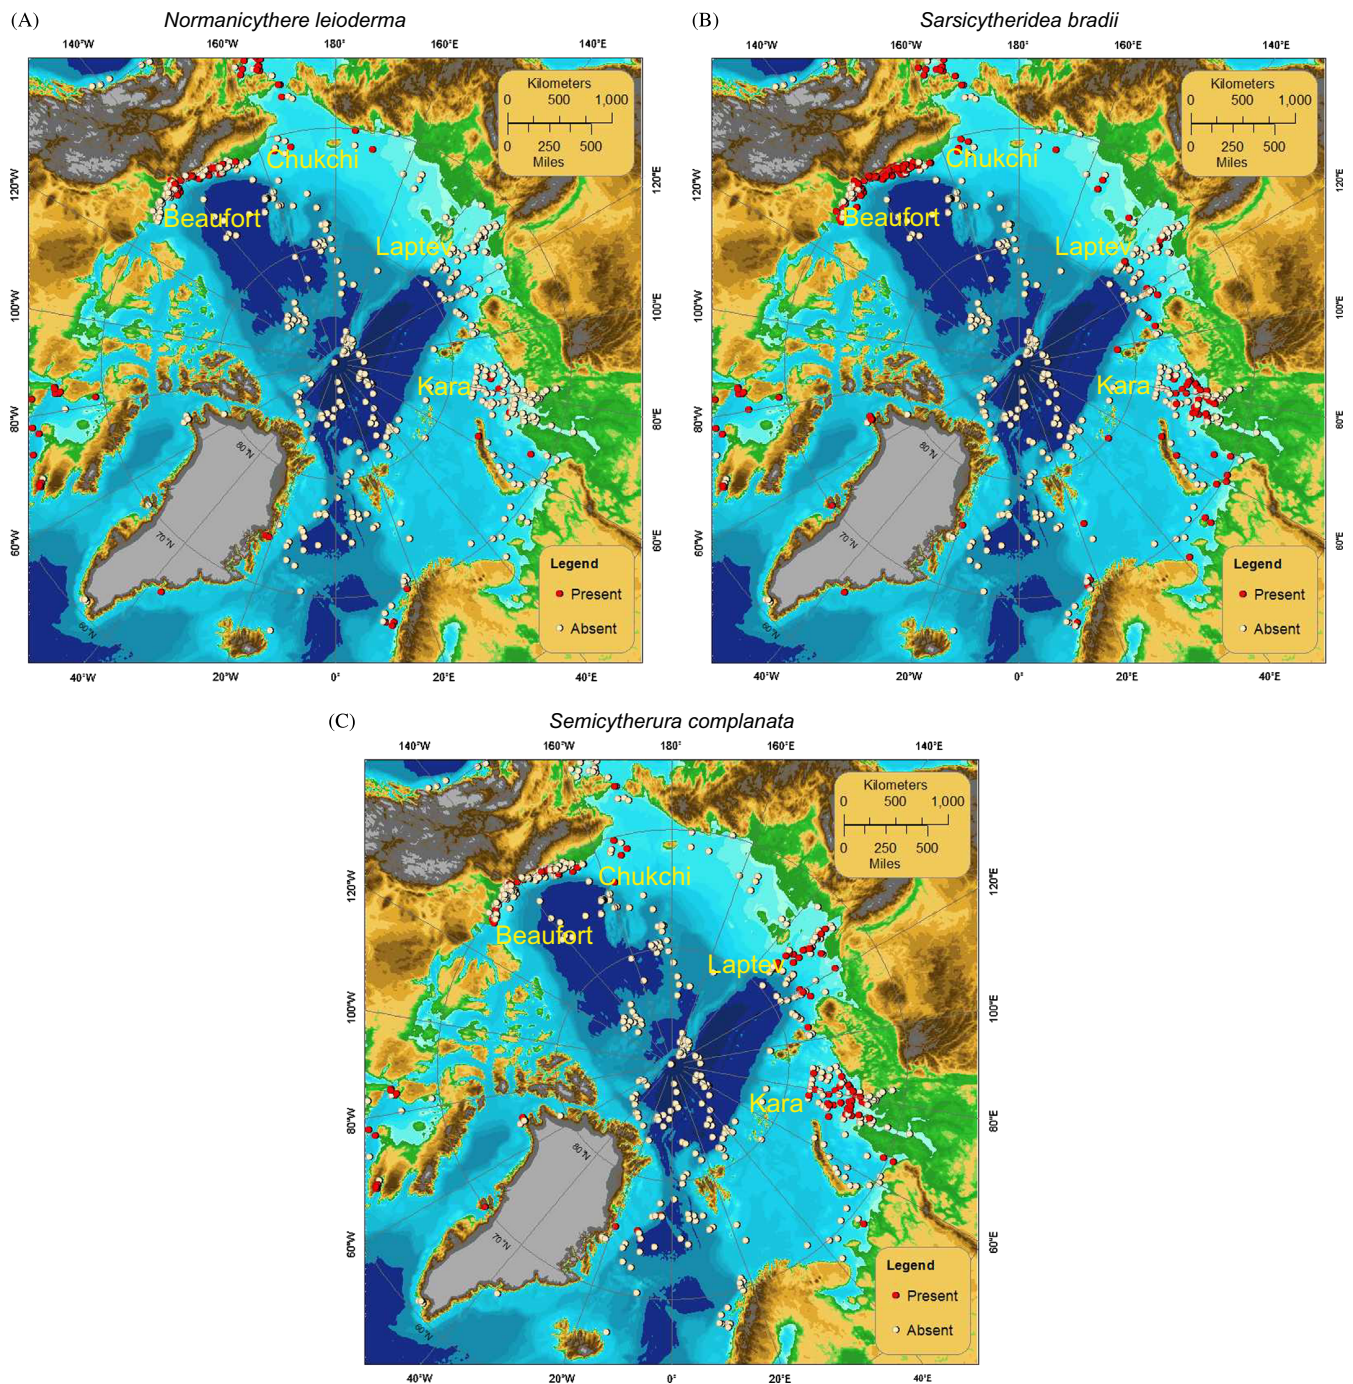 (A) Normanicythere leioderma
140°W 160°W 180° 160°E 140°E
Kilometers
0 500 1,000
0 250 500
Miles
120°W
100°W
80°W
60°W
120°E
100°E
80°E
60°E
Chukchi
Beaufort
Laptev
Kara
80°N
70°N
60°N
Legend
Present
Absent
40°W 20°W 0° 20°E 40°E
(B) Sarsicytheridea bradii
140°W 160°W 180° 160°E 140°E
Kilometers
0 500 1,000
0 250 500
Miles
120°W
100°W
80°W
60°W
120°E
100°E
80°E
60°E
Chukchi
Beaufort
Laptev
Kara
80°N
70°N
60°N
Legend
Present
Absent
40°W 20°W 0° 20°E 40°E
(C) Semicytherura complanata
140°W 160°W 180° 160°E 140°E
Kilometers
0 500 1,000
0 250 500
Miles
120°W
100°W
80°W
60°W
120°E
100°E
80°E
60°E
Chukchi
Beaufort
Laptev
Kara
80°N
70°N
60°N
Legend
Present
Absent
40°W 20°W 0° 20°E 40°E